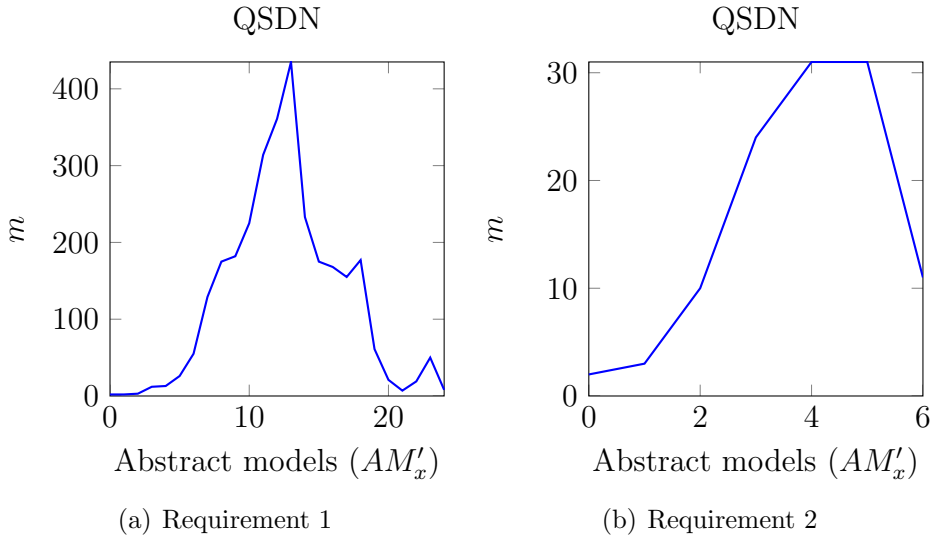 QSDN
400
300
200
100
0
m
0 10 20
Abstract models (AM′x)
(a) Requirement 1
QSDN
30
20
10
0
m
0 2 4 6
Abstract models (AM′x)
(b) Requirement 2